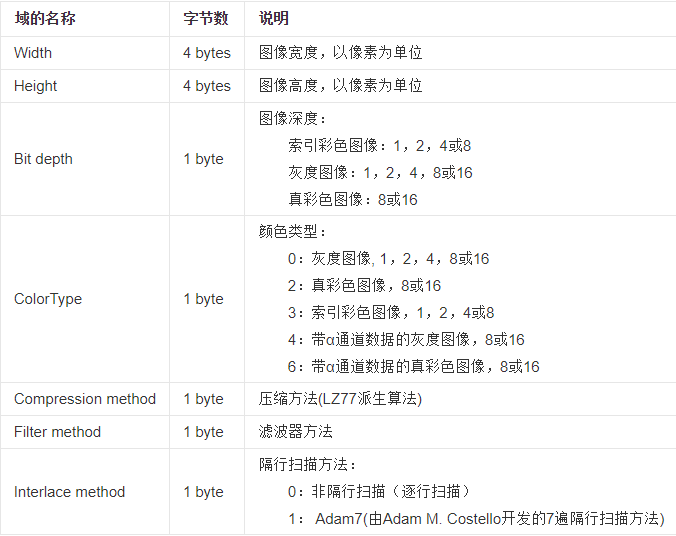 域的名称 字节数 说明
Width 4 bytes 图像宽度，以像素为单位
Height 4 bytes 图像高度，以像素为单位
Bit depth 1 byte 图像深度：
索引彩色图像：1，2，4或8
灰度图像：1，2，4，8或16
真彩色图像：8或16
ColorType 1 byte 颜色类型：
0：灰度图像, 1，2，4，8或16
2：真彩色图像，8或16
3：索引彩色图像，1，2，4或8
4：带α通道数据的灰度图像，8或16
6：带α通道数据的真彩色图像，8或16
Compression method 1 byte 压缩方法(LZ77派生算法)
Filter method 1 byte 滤波器方法
Interlace method 1 byte 隔行扫描方法：
0：非隔行扫描（逐行扫描）
1： Adam7(由Adam M. Costello开发的7遍隔行扫描方法)